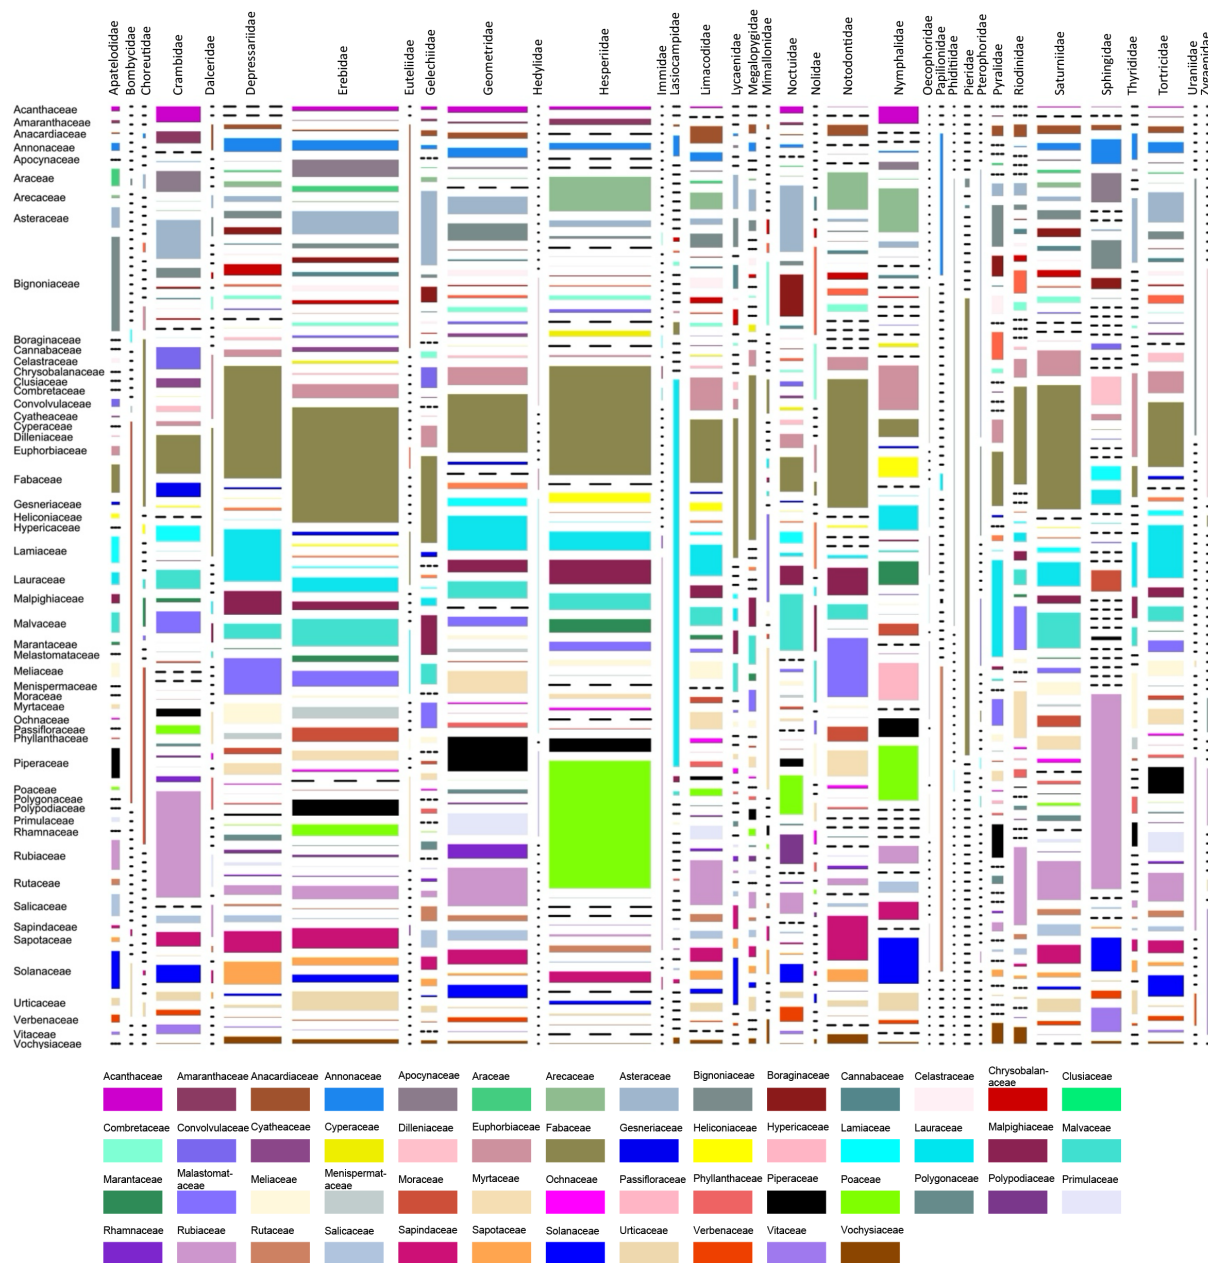 Apatelodidae
Bombycidae
Choreutidae
Crambidae
Dalceridae
Depressariidae
Erebidae
Euteliidae
Gelechiidae
Geometridae
Hedylidae
Hesperiidae
Immidae
Lasiocampidae
Limacodidae
Lycaenidae
Megalopygidae
Mimallonidae
Noctuidae
Nolidae
Notodontidae
Nymphalidae
Oecophoridae
Papilionidae
Phiditiidae
Pieridae
Pterophoridae
Pyralidae
Riodinidae
Saturniidae
Sphingidae
Thyrididae
Tortricidae
Uraniidae
Acanthaceae
Amaranthaceae
Anacardiaceae
Annonaceae
Apocynaceae
Araceae
Arecaceae
Asteraceae
Bignoniaceae
Boraginaceae
Cannabaceae
Celastraceae
Chrysobalanaceae
Clusiaceae
Combretaceae
Convolvulaceae
Cyatheaceae
Cyperaceae
Dilleniaceae
Euphorbiaceae
Fabaceae
Gesneriaceae
Heliconiaceae
Hypericaceae
Lamiaceae
Lauraceae
Malpighiaceae
Malvaceae
Marantaceae
Melastomataceae
Meliaceae
Menispermaceae
Moraceae
Myrtaceae
Ochnaceae
Passifloraceae
Phyllanthaceae
Piperaceae
Poaceae
Polygonaceae
Polypodiaceae
Primulaceae
Rhamnaceae
Rubiaceae
Rutaceae
Salicaceae
Sapindaceae
Sapotaceae
Solanaceae
Urticaceae
Verbenaceae
Vitaceae
Vochysiaceae
Acanthaceae Amaranthaceae Anacardiaceae Annonaceae Apocynaceae Araceae Arecaceae Asteraceae Bignoniaceae Boraginaceae Cannabaceae Celastraceae Chrysobalan-
aceae Clusiaceae
Combretaceae Convolvulaceae Cyatheaceae Cyperaceae Dilleniaceae Euphorbiaceae Fabaceae Gesneriaceae Heliconiaceae Hypericaceae Lamiaceae Lauraceae Malpighiaceae Malvaceae
Marantaceae Malastomat-
aceae Meliaceae Menispermat-
aceae Moraceae Myrtaceae Ochnaceae Passifloraceae Phyllanthaceae Piperaceae Poaceae Polygonaceae Polypodiaceae Primulaceae
Rhamnaceae Rubiaceae Rutaceae Salicaceae Sapindaceae Sapotaceae Solanaceae Urticaceae Verbenaceae Vitaceae Vochysiaceae